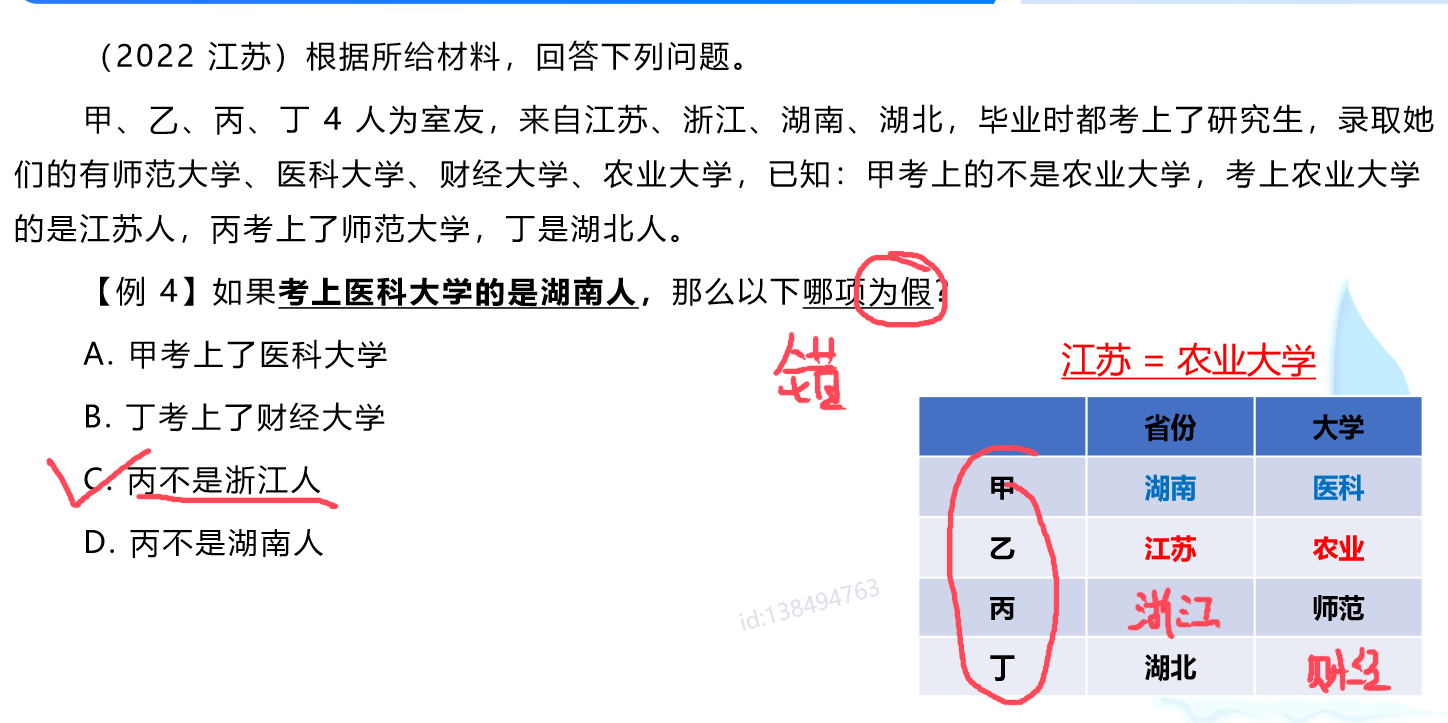 （2022 江苏）根据所给材料，回答下列问题。
甲、乙、丙、丁 4 人为室友，来自江苏、浙江、湖南、湖北，毕业时都考上了研究生，录取她
们的有师范大学、医科大学、财经大学、农业大学，已知：甲考上的不是农业大学，考上农业大学
的是江苏人，丙考上了师范大学，丁是湖北人。
【例 4】如果考上医科大学的是湖南人，那么以下哪项为假？
A. 甲考上了医科大学
B. 丁考上了财经大学
C. 丙不是浙江人
D. 丙不是湖南人
错
江苏 = 农业大学
省份 大学
甲 湖南 医科
乙 江苏 农业
丙 浙江 师范
丁 湖北 财经
id:138494763